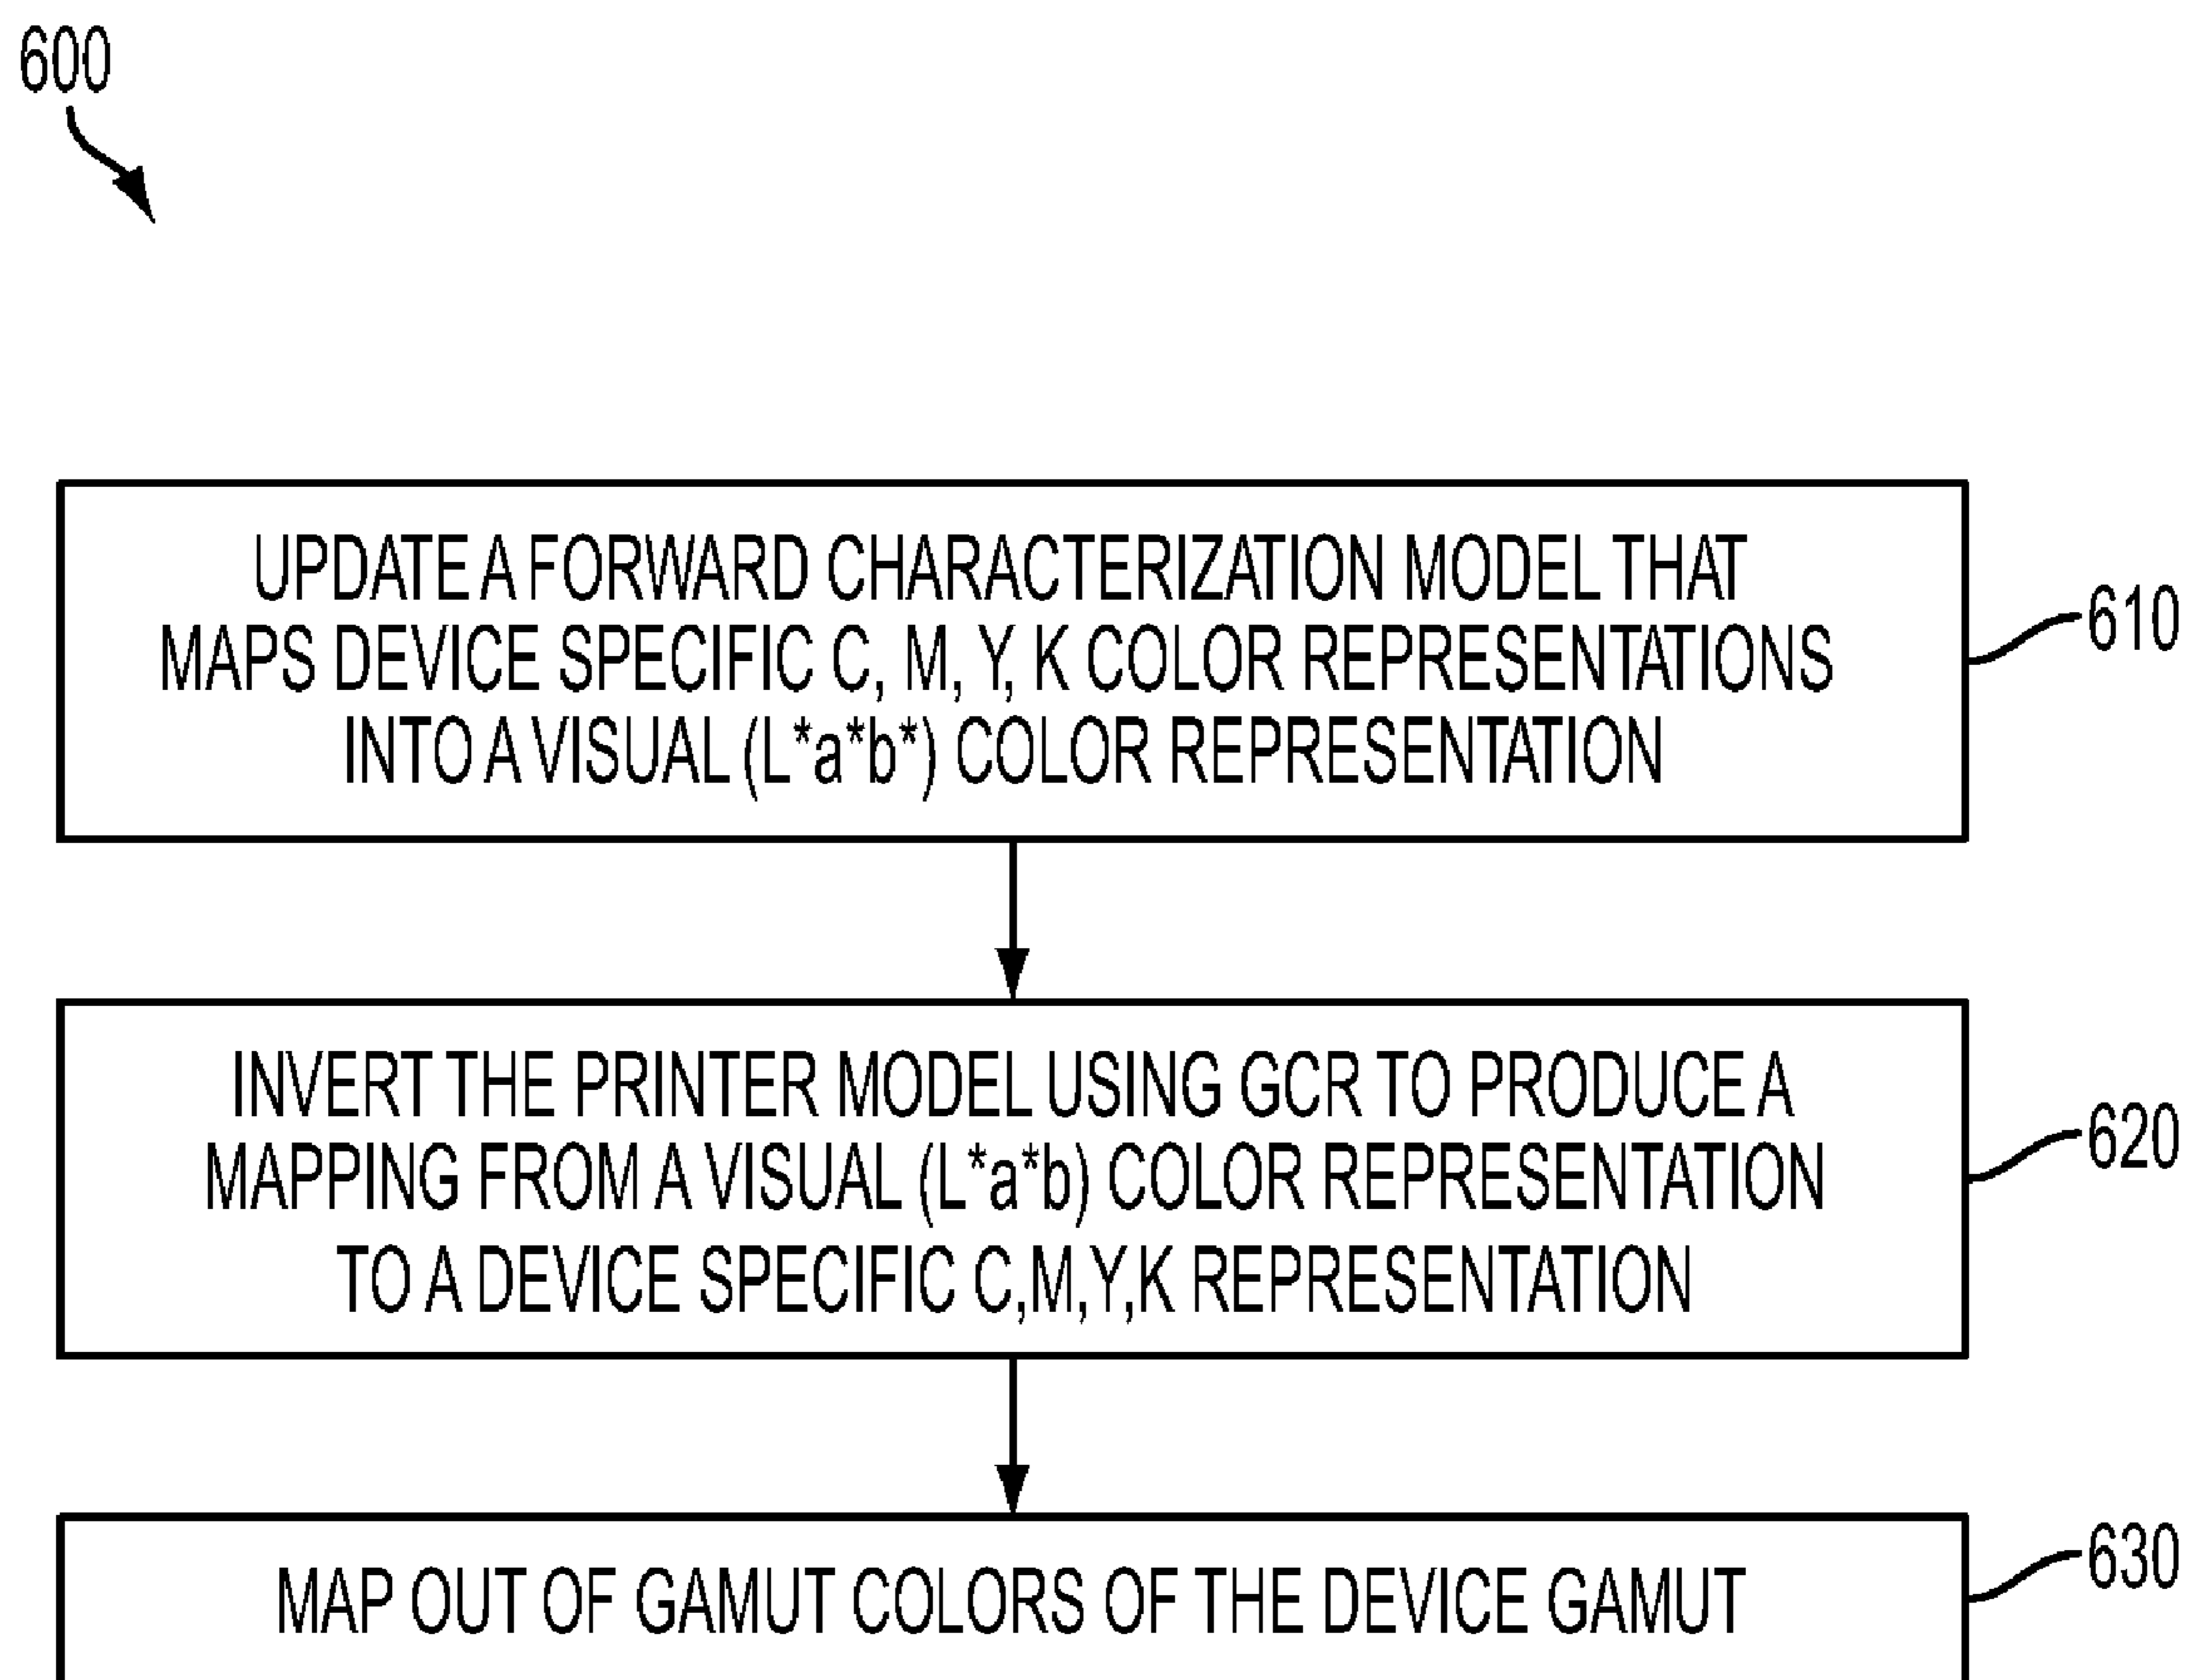 600
UPDATE A FORWARD CHARACTERIZATION MODEL THAT
MAPS DEVICE SPECIFIC C, M, Y, K COLOR REPRESENTATIONS
INTO A VISUAL (L*a*b*) COLOR REPRESENTATION
610
INVERT THE PRINTER MODEL USING GCR TO PRODUCE A
MAPPING FROM A VISUAL (L*a*b) COLOR REPRESENTATION
TO A DEVICE SPECIFIC C,M,Y,K REPRESENTATION
620
MAP OUT OF GAMUT COLORS OF THE DEVICE GAMUT
630